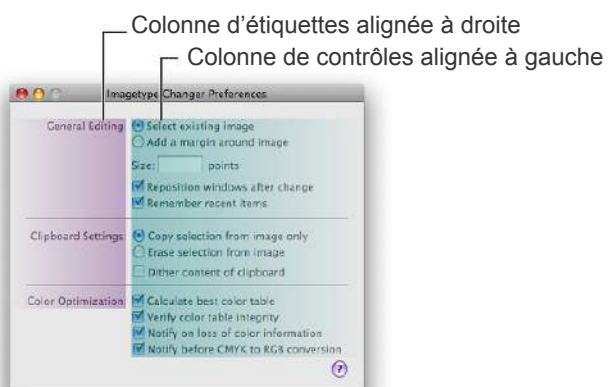 Colonne d’étiquettes alignée à droite
Colonne de contrôles alignée à gauche
Imagetype Changer Preferences
General Editing: Select existing image
Add a margin around image
Size: points
Reposition windows after change
Remember recent items
Clipboard Settings: Copy selection from image only
Erase selection from image
Dither content of clipboard
Color Optimization: Calculate best color table
Verify color table integrity
Notify on loss of color information
Notify before CMYK to RGB conversion
?